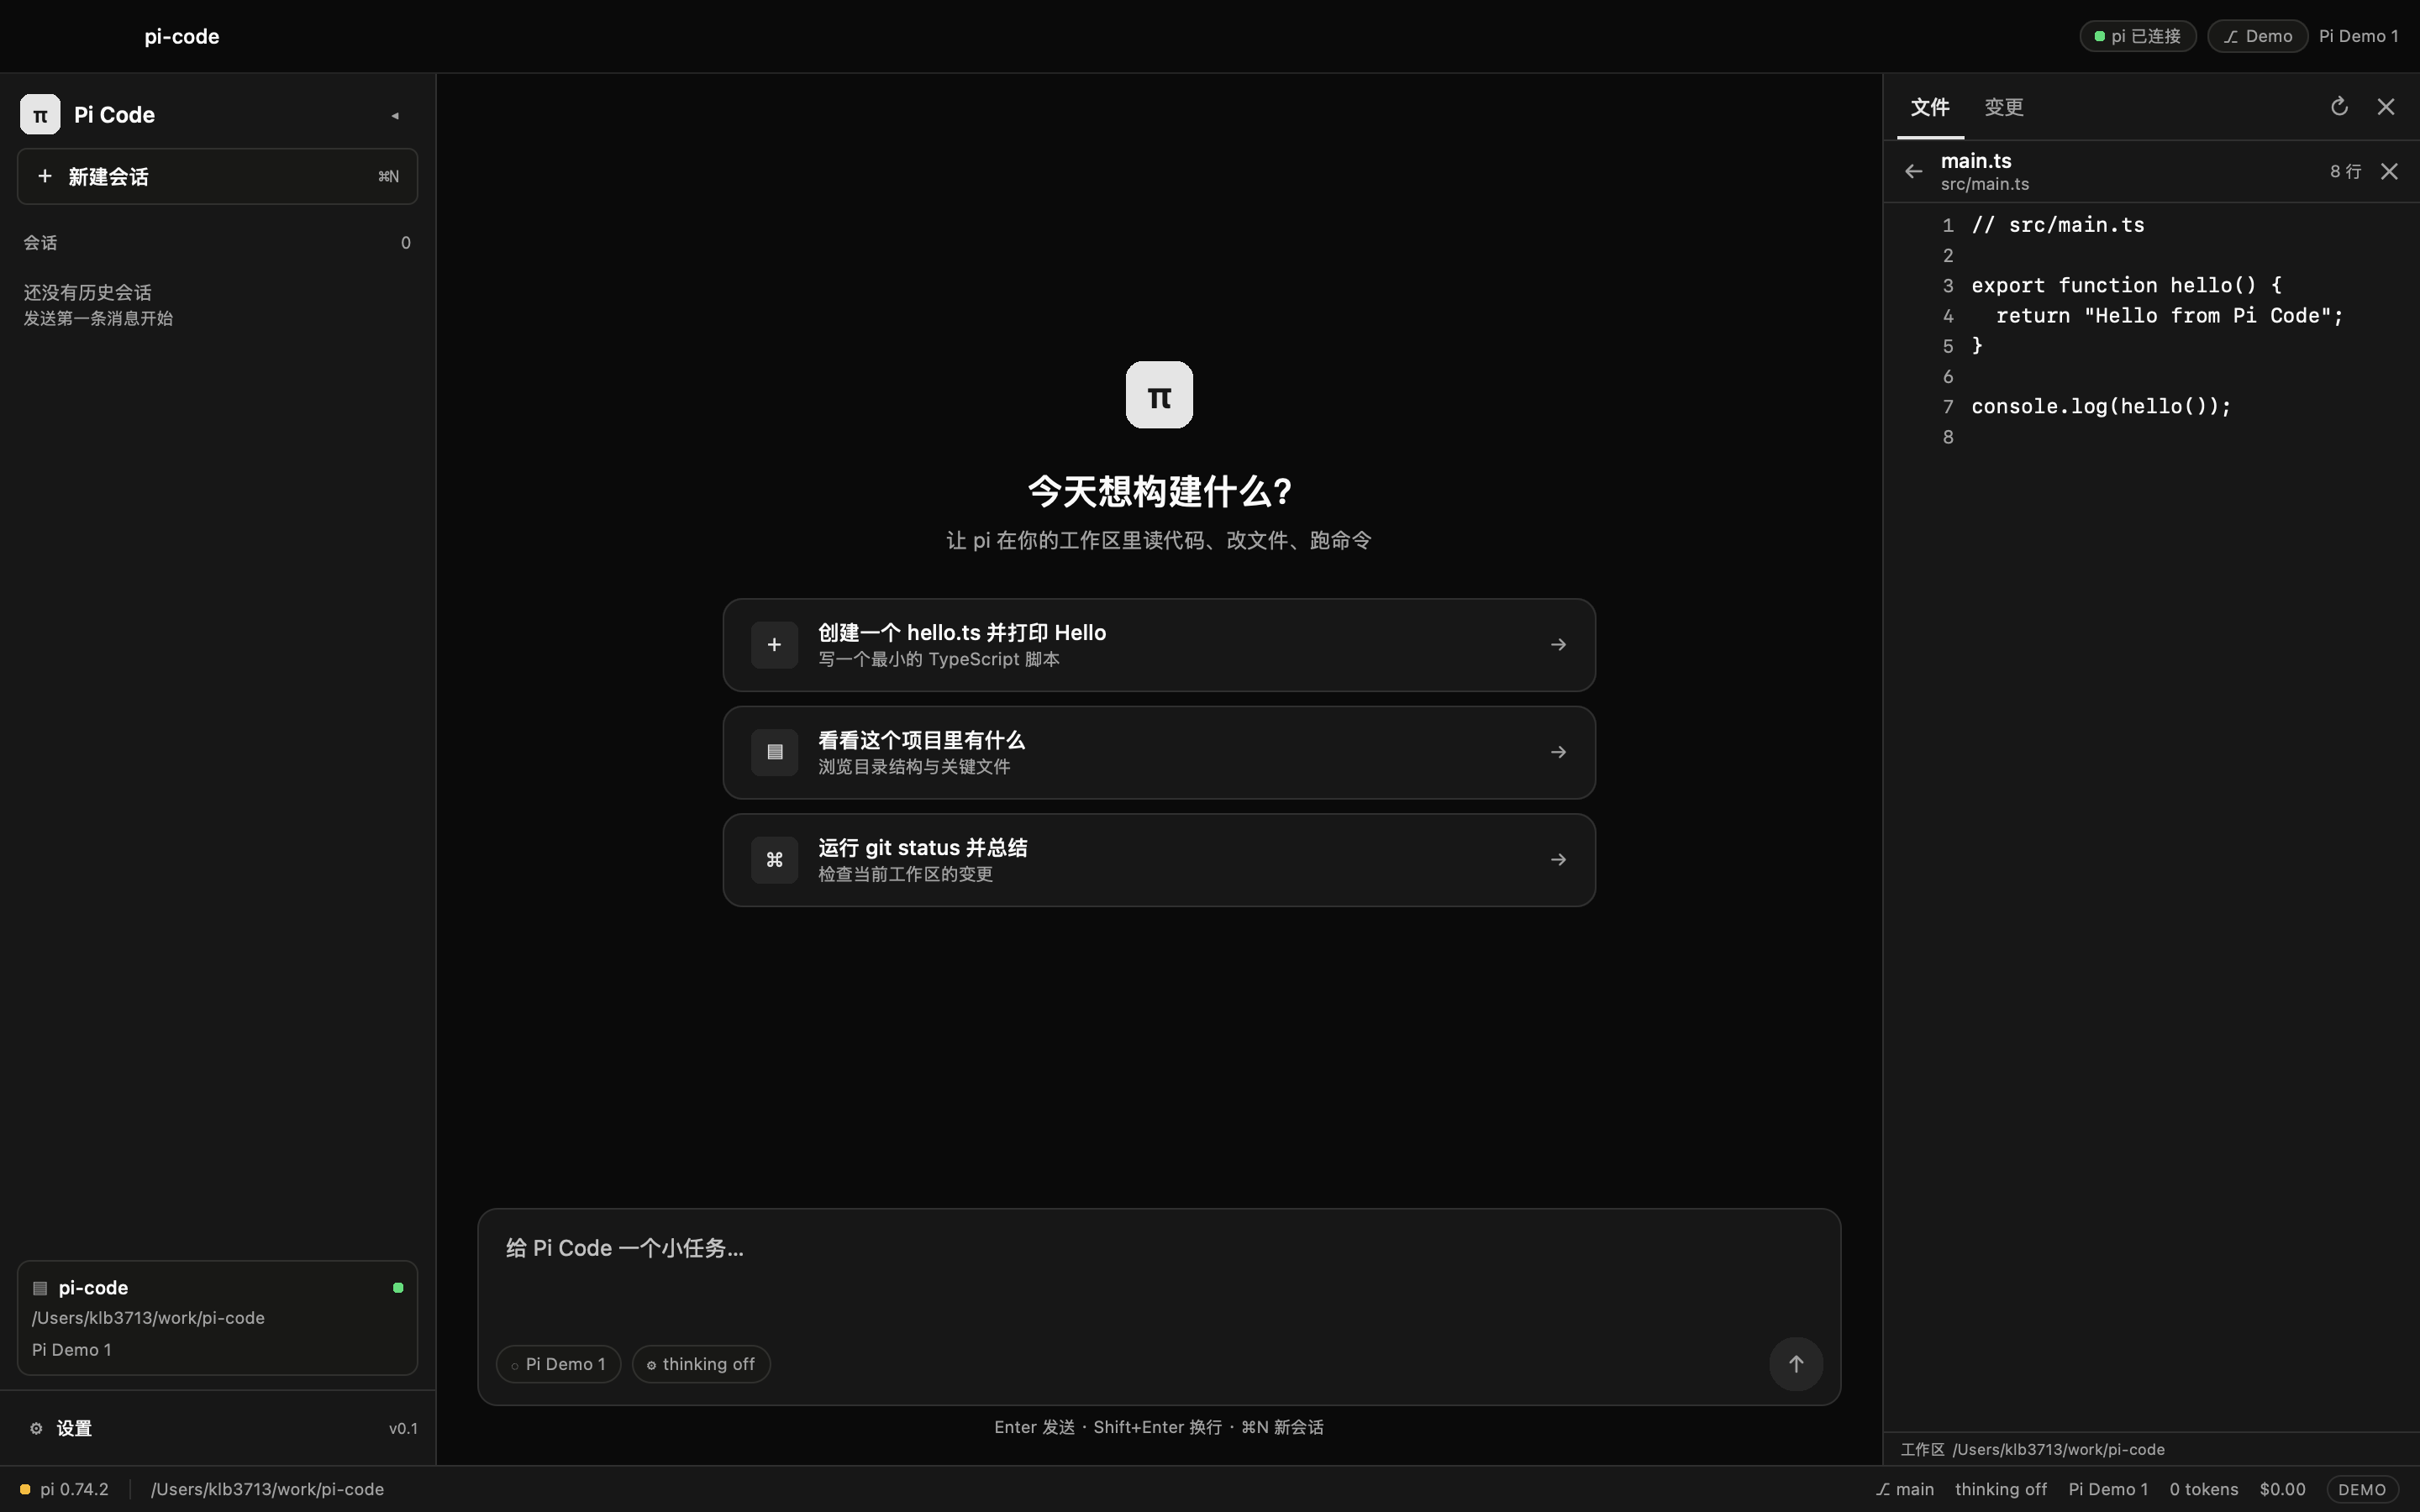 pi-code
pi 已连接
Demo
Pi Demo 1
π Pi Code
+ 新建会话 ⌘N
会话 0
还没有历史会话
发送第一条消息开始
pi-code
/Users/klb3713/work/pi-code
Pi Demo 1
设置 v0.1
π
今天想构建什么?
让 pi 在你的工作区里读代码、改文件、跑命令
创建一个 hello.ts 并打印 Hello
写一个最小的 TypeScript 脚本
看看这个项目里有什么
浏览目录结构与关键文件
⌘ 运行 git status 并总结
检查当前工作区的变更
给 Pi Code 一个小任务...
Pi Demo 1
thinking off
Enter 发送 · Shift+Enter 换行 · ⌘N 新会话
文件 变更
main.ts
src/main.ts
8 行
1 // src/main.ts
2
3 export function hello() {
4   return "Hello from Pi Code";
5 }
6
7 console.log(hello());
8
工作区 /Users/klb3713/work/pi-code
pi 0.74.2 /Users/klb3713/work/pi-code
main thinking off Pi Demo 1 0 tokens $0.00 DEMO